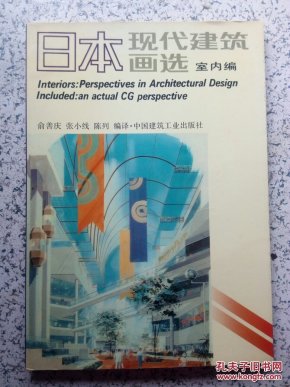 日本 现代建筑
画选 室内编
Interiors:Perspectives in Architectural Design
Included:an actual CG perspective
俞善庆 张小线 陈列 编译·中国建筑工业出版社
孔夫子旧书网